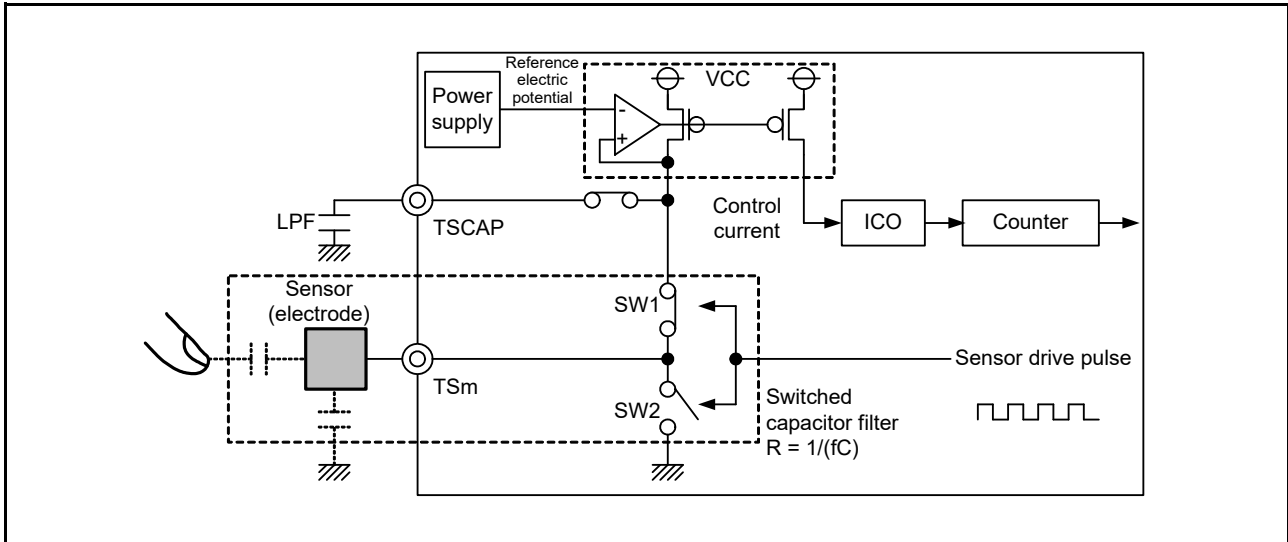 Power
supply
Reference
electric
potential
VCC
-
+
LPF
TSCAP
Control
current
ICO
Counter
Sensor
(electrode)
SW1
TSm
SW2
Sensor drive pulse
Switched
capacitor filter
R = 1/(fC)